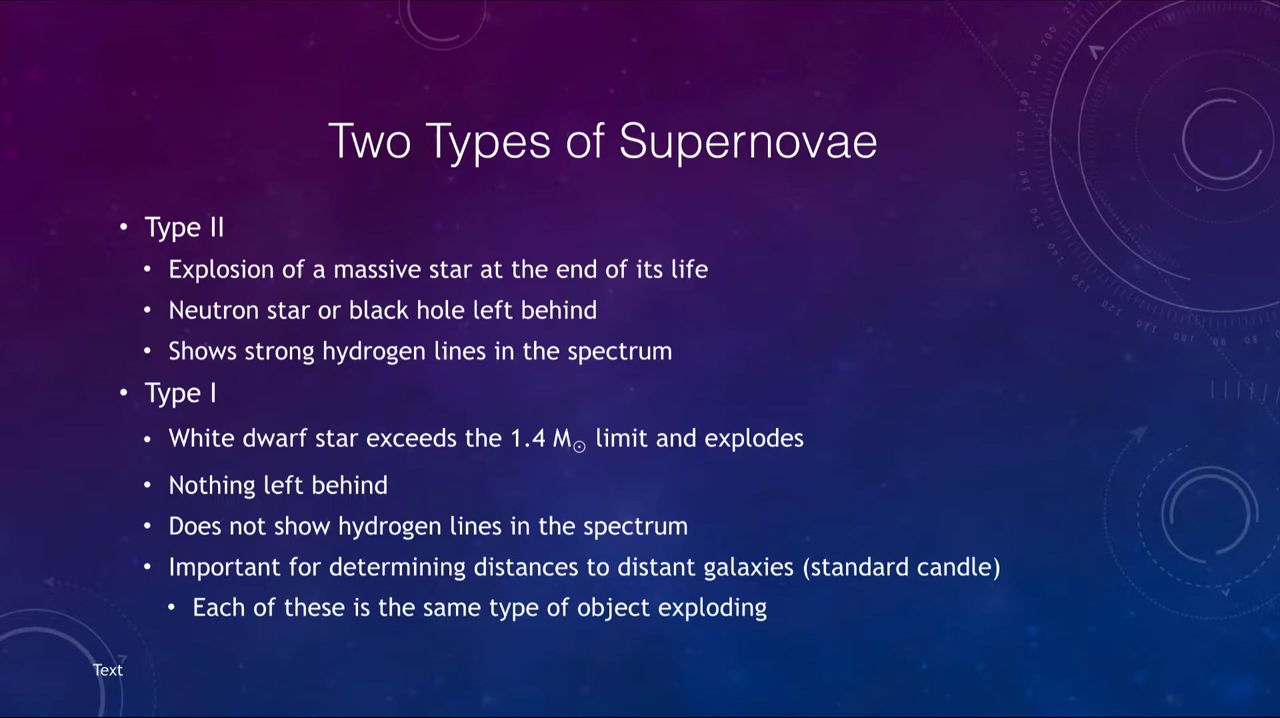 Two Types of Supernovae
• Type II
• Explosion of a massive star at the end of its life
• Neutron star or black hole left behind
• Shows strong hydrogen lines in the spectrum
• Type I
• White dwarf star exceeds the 1.4 M☉ limit and explodes
• Nothing left behind
• Does not show hydrogen lines in the spectrum
• Important for determining distances to distant galaxies (standard candle)
• Each of these is the same type of object exploding
Text